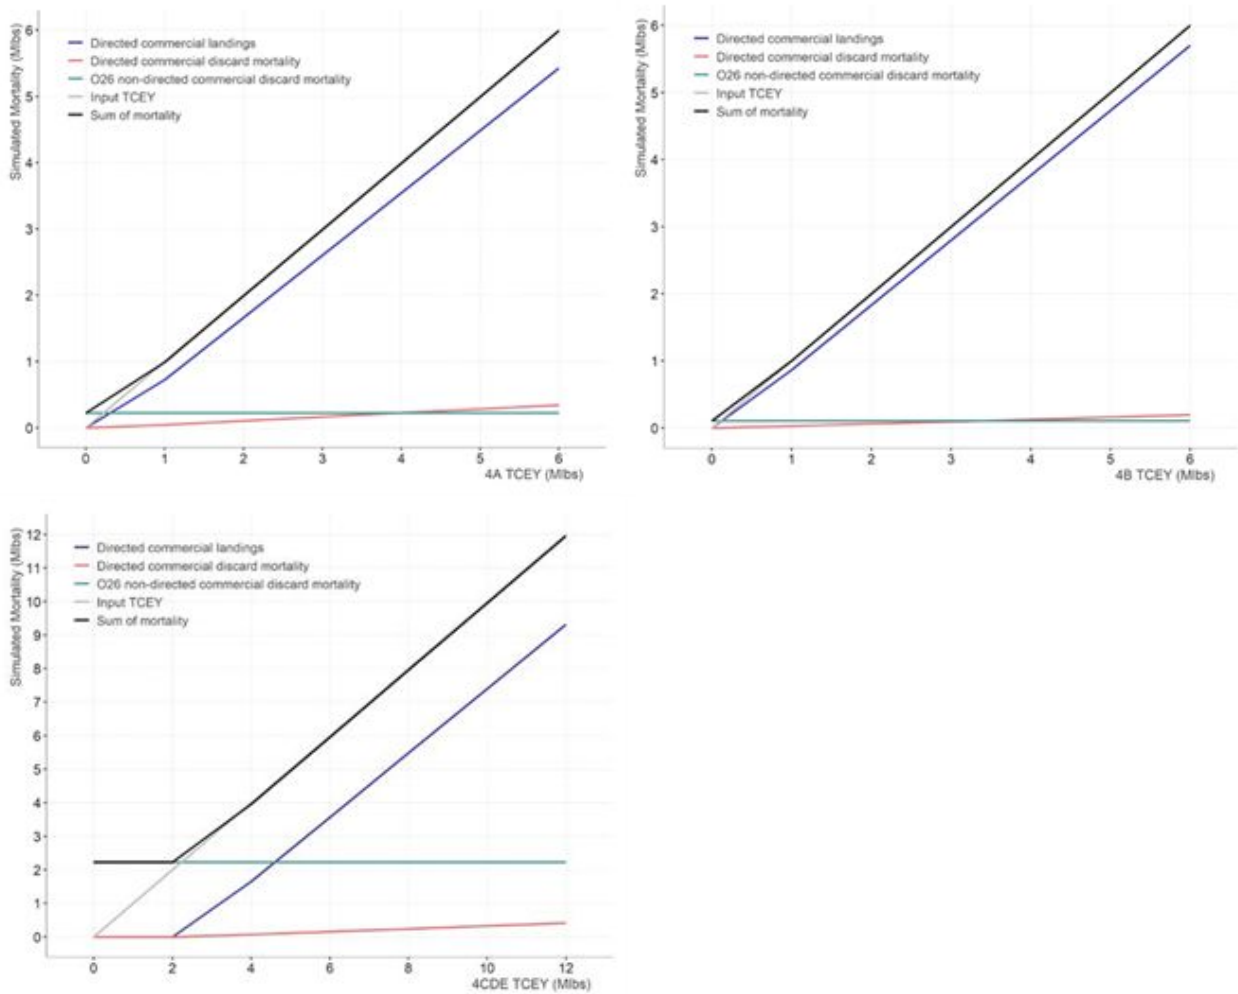 Simulated Mortality (Mlbs)
6
5
4
3
2
1
0
Directed commercial landings
Directed commercial discard mortality
O26 non-directed commercial discard mortality
Input TCEY
Sum of mortality
0 1 2 3 4 5 6
4A TCEY (Mlbs)
Simulated Mortality (Mlbs)
6
5
4
3
2
1
0
Directed commercial landings
Directed commercial discard mortality
O26 non-directed commercial discard mortality
Input TCEY
Sum of mortality
0 1 2 3 4 5 6
4B TCEY (Mlbs)
Simulated Mortality (Mlbs)
12
11
10
9
8
7
6
5
4
3
2
1
0
Directed commercial landings
Directed commercial discard mortality
O26 non-directed commercial discard mortality
Input TCEY
Sum of mortality
0 2 4 6 8 10 12
4CDE TCEY (Mlbs)